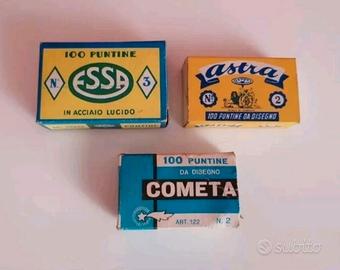 100 PUNTINE
N. ESSA 3
IN ACCIAIO LUCIDO
astra
N. 2
100 PUNTINE DA DISEGNO
100 PUNTINE
DA DISEGNO
COMETA
ART. 122 N. 2
subito